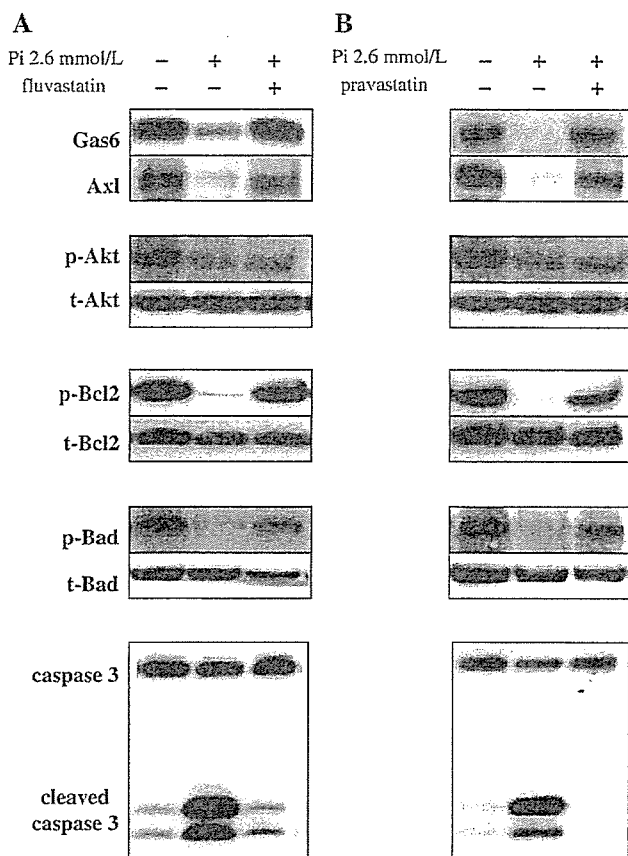 A
Pi 2.6 mmol/L − + +
fluvastatin − − +
Gas6
Axl
p-Akt
t-Akt
p-Bcl2
t-Bcl2
p-Bad
t-Bad
caspase 3
cleaved
caspase 3
B
Pi 2.6 mmol/L − + +
pravastatin − − +